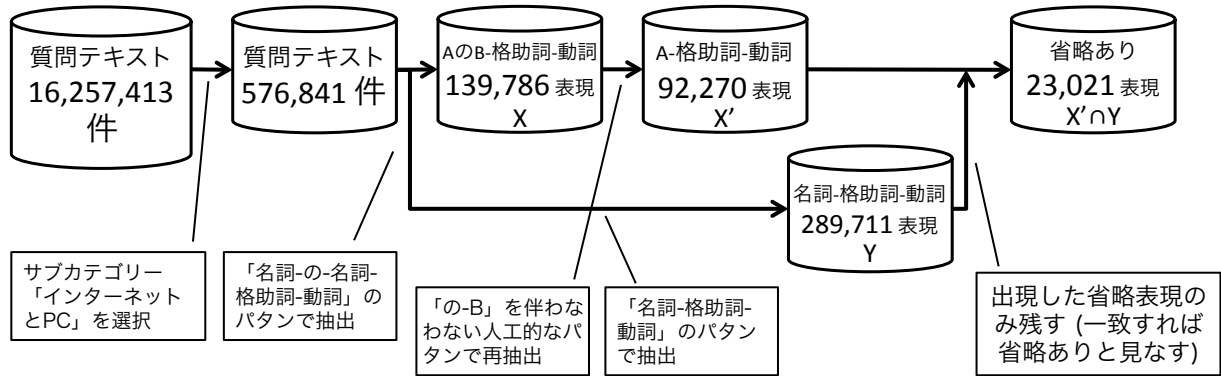 質問テキスト
16,257,413
件
質問テキスト
576,841 件
AのB-格助詞-動詞
139,786 表現
X
A-格助詞-動詞
92,270 表現
X’
省略あり
23,021 表現
X’∩Y
名詞-格助詞-動詞
289,711 表現
Y
サブカテゴリー
「インターネット
とPC」を選択
「名詞-の-名詞-
格助詞-動詞」の
パタンで抽出
「の-B」を伴わな
わない人工的なパ
タンで再抽出
「名詞-格助詞-
動詞」のパタン
で抽出
出現した省略表現の
み残す (一致すれば
省略ありと見なす)